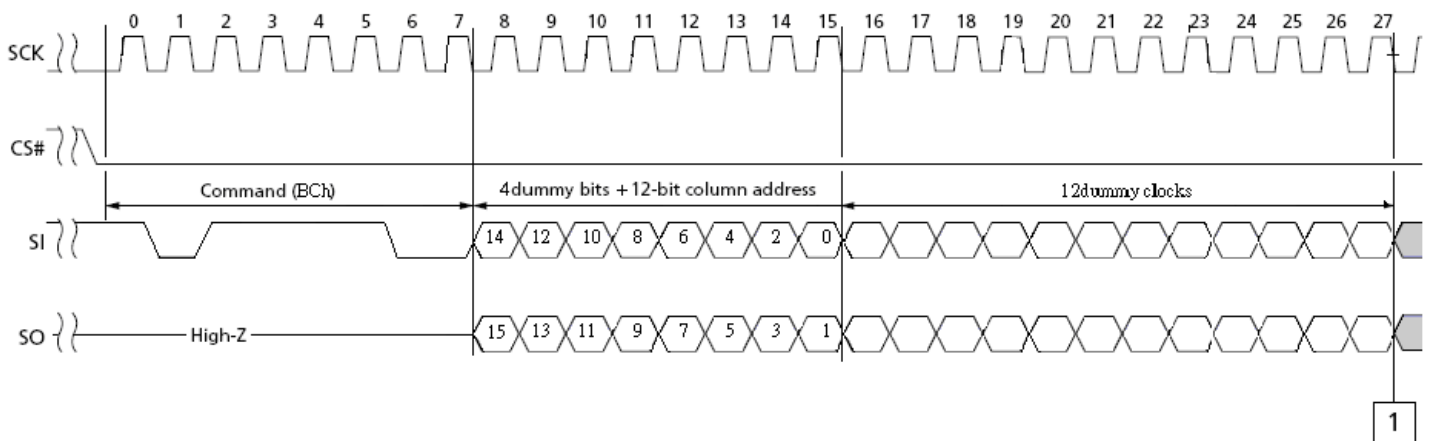 0 1 2 3 4 5 6 7 8 9 10 11 12 13 14 15 16 17 18 19 20 21 22 23 24 25 26 27
SCK
CS#
Command (BCh) 4dummy bits + 12-bit column address 12dummy clocks
SI 14 12 10 8 6 4 2 0
SO High-Z 15 13 11 9 7 5 3 1
1